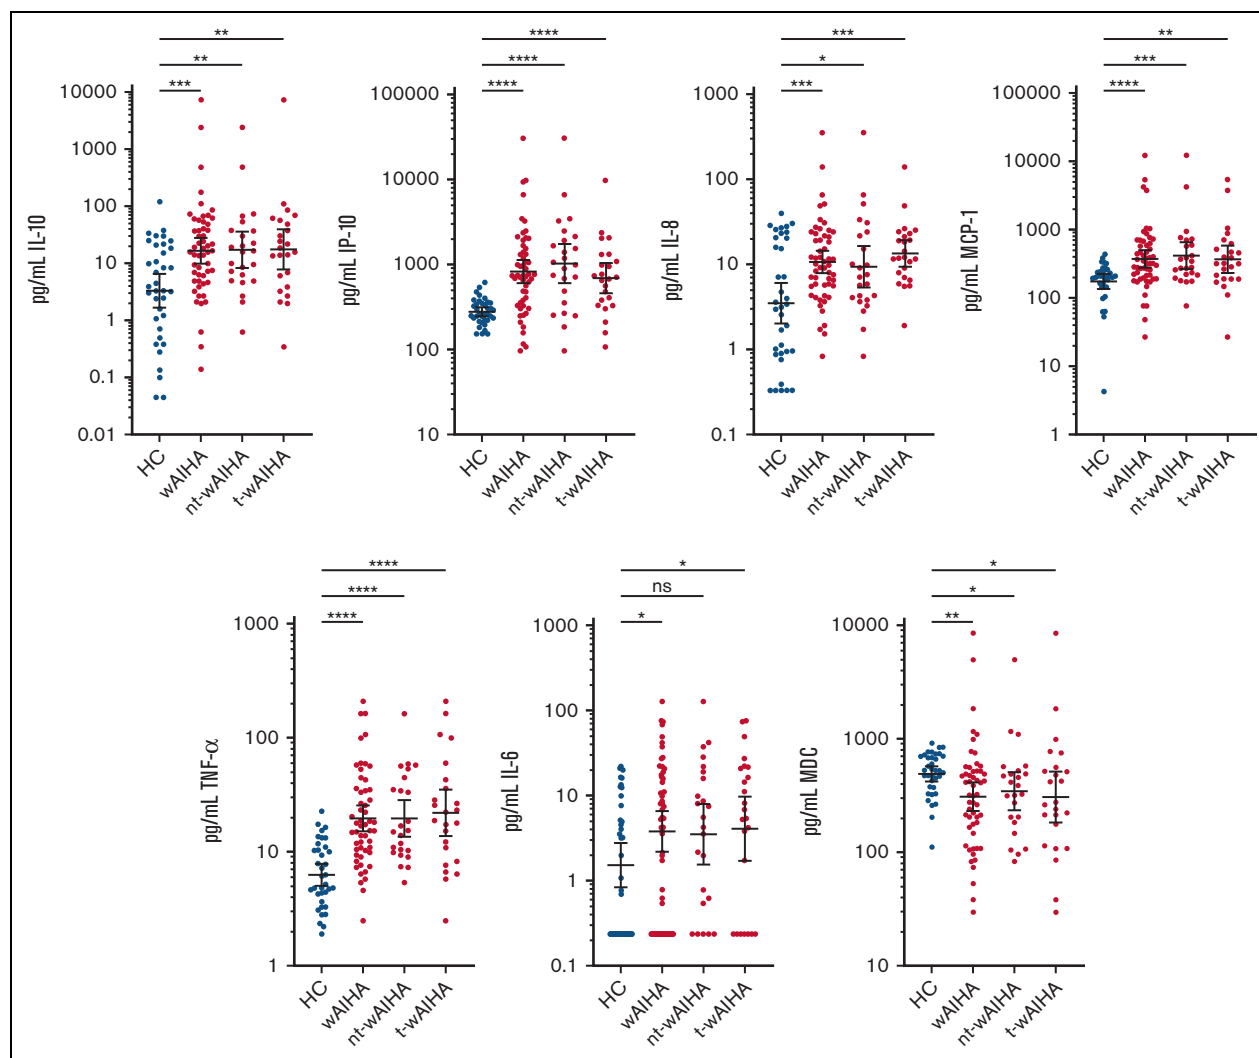 ** ** ***
pg/mL IL-10
10000
1000
100
10
1
0.1
0.01
HC wAIHA nt-wAIHA t-wAIHA
**** **** ****
pg/mL IP-10
100000
10000
1000
100
10
HC wAIHA nt-wAIHA t-wAIHA
*** * ***
pg/mL IL-8
1000
100
10
1
0.1
HC wAIHA nt-wAIHA t-wAIHA
** *** ****
pg/mL MCP-1
100000
10000
1000
100
10
1
HC wAIHA nt-wAIHA t-wAIHA
**** **** ****
pg/mL TNF-α
1000
100
10
1
HC wAIHA nt-wAIHA t-wAIHA
* ns *
pg/mL IL-6
1000
100
10
1
0.1
HC wAIHA nt-wAIHA t-wAIHA
* * **
pg/mL MDC
10000
1000
100
10
HC wAIHA nt-wAIHA t-wAIHA